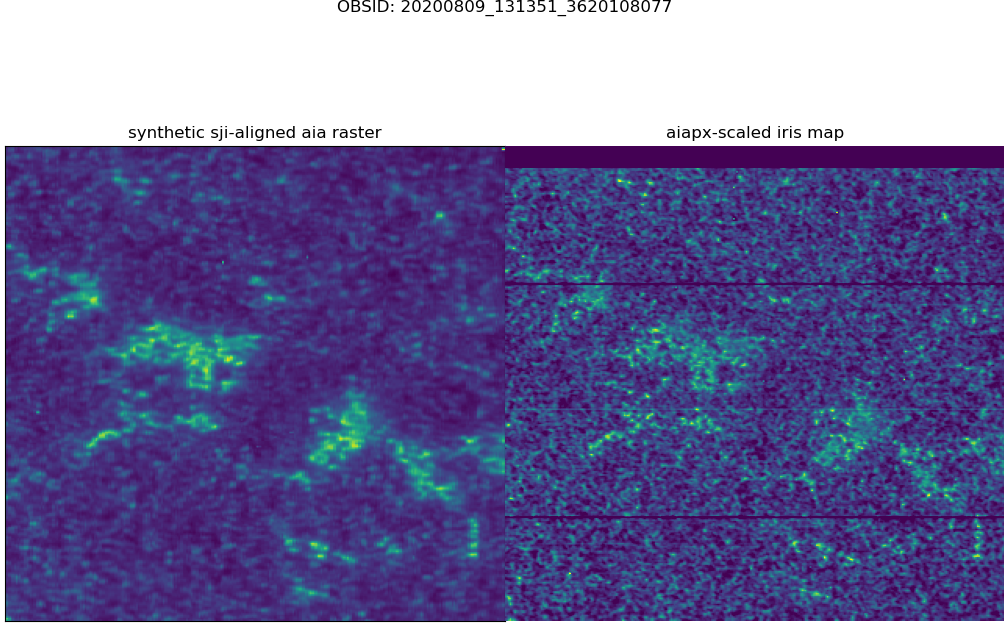 OBSID: 20200809_131351_3620108077
synthetic sji-aligned aia raster
aiapx-scaled iris map